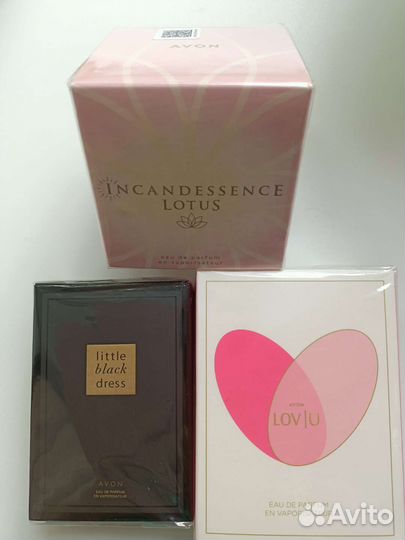 AVON
INCANDESSENCE
LOTUS
eau de parfum
en vaporisateur
little
black
dress
AVON
EAU DE PARFUM
EN VAPORISATEUR
AVON
LOV|U
EAU DE PARFUM
EN VAPORISATEUR
Avito